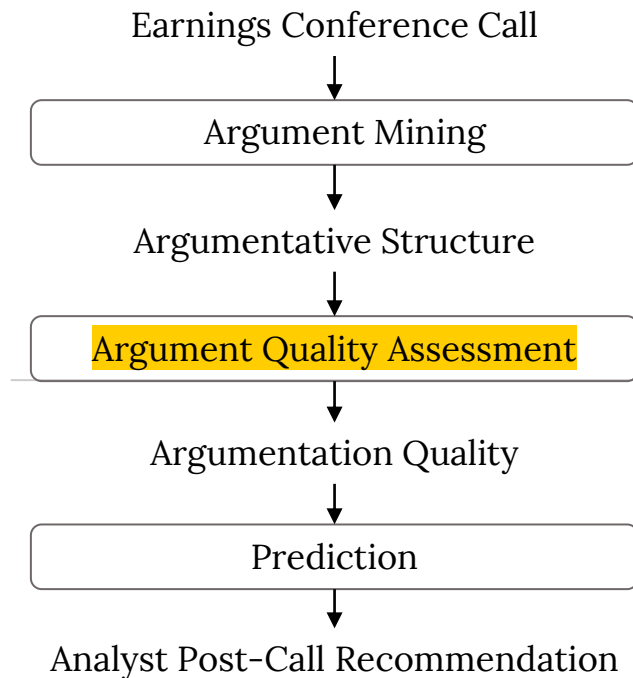 Earnings Conference Call
Argument Mining
Argumentative Structure
Argument Quality Assessment
Argumentation Quality
Prediction
Analyst Post-Call Recommendation